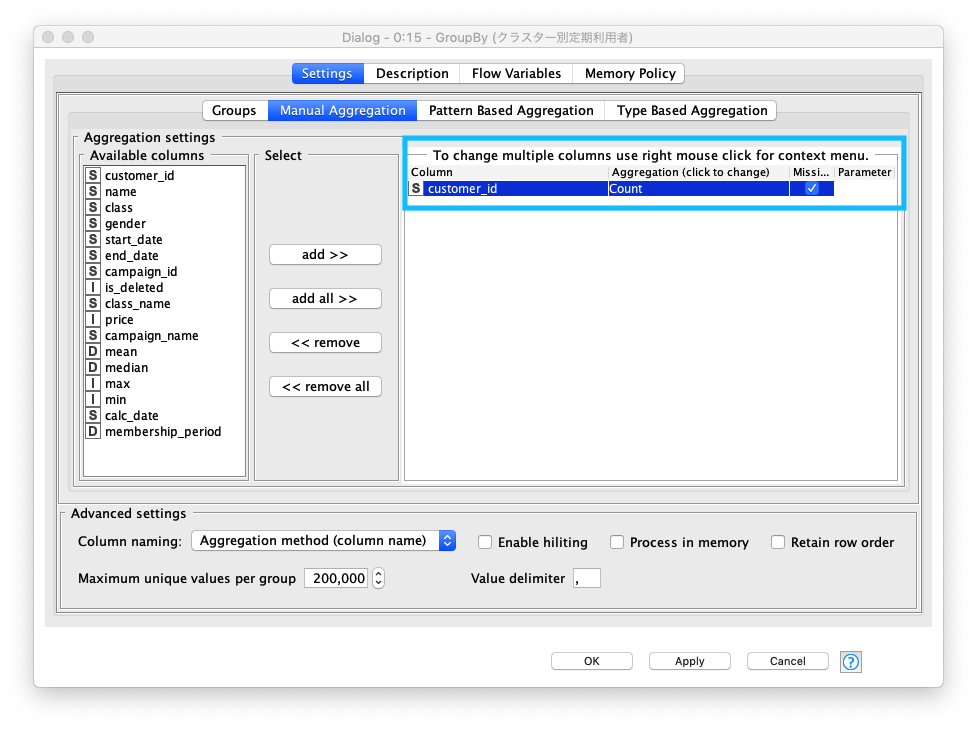 Dialog - 0:15 - GroupBy (クラスター別定期利用者)
Settings Description Flow Variables Memory Policy
Groups Manual Aggregation Pattern Based Aggregation Type Based Aggregation
Aggregation settings
Available columns
S customer_id
S name
S class
S gender
S start_date
S end_date
S campaign_id
I is_deleted
S class_name
I price
S campaign_name
D mean
D median
I max
I min
S calc_date
D membership_period
Select
add >>
add all >>
<< remove
<< remove all
To change multiple columns use right mouse click for context menu.
Column Aggregation (click to change) Missi... Parameter
S customer_id Count
Advanced settings
Column naming: Aggregation method (column name) Enable hiliting Process in memory Retain row order
Maximum unique values per group 200,000 Value delimiter ,
OK Apply Cancel ?